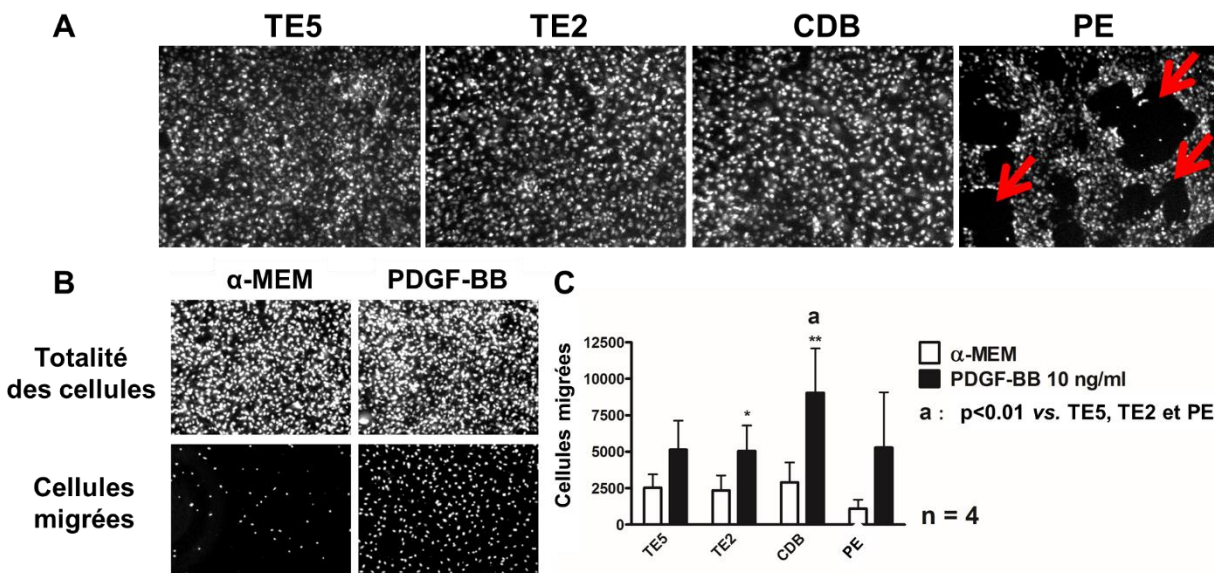 A
TE5
TE2
CDB
PE
B
α-MEM
PDGF-BB
Totalité
des cellules
Cellules
migrées
C
Cellules migrées
12500
10000
7500
5000
2500
0
a
**
*
TE5
TE2
CDB
PE
α-MEM
PDGF-BB 10 ng/ml
a : p<0.01 vs. TE5, TE2 et PE
n = 4